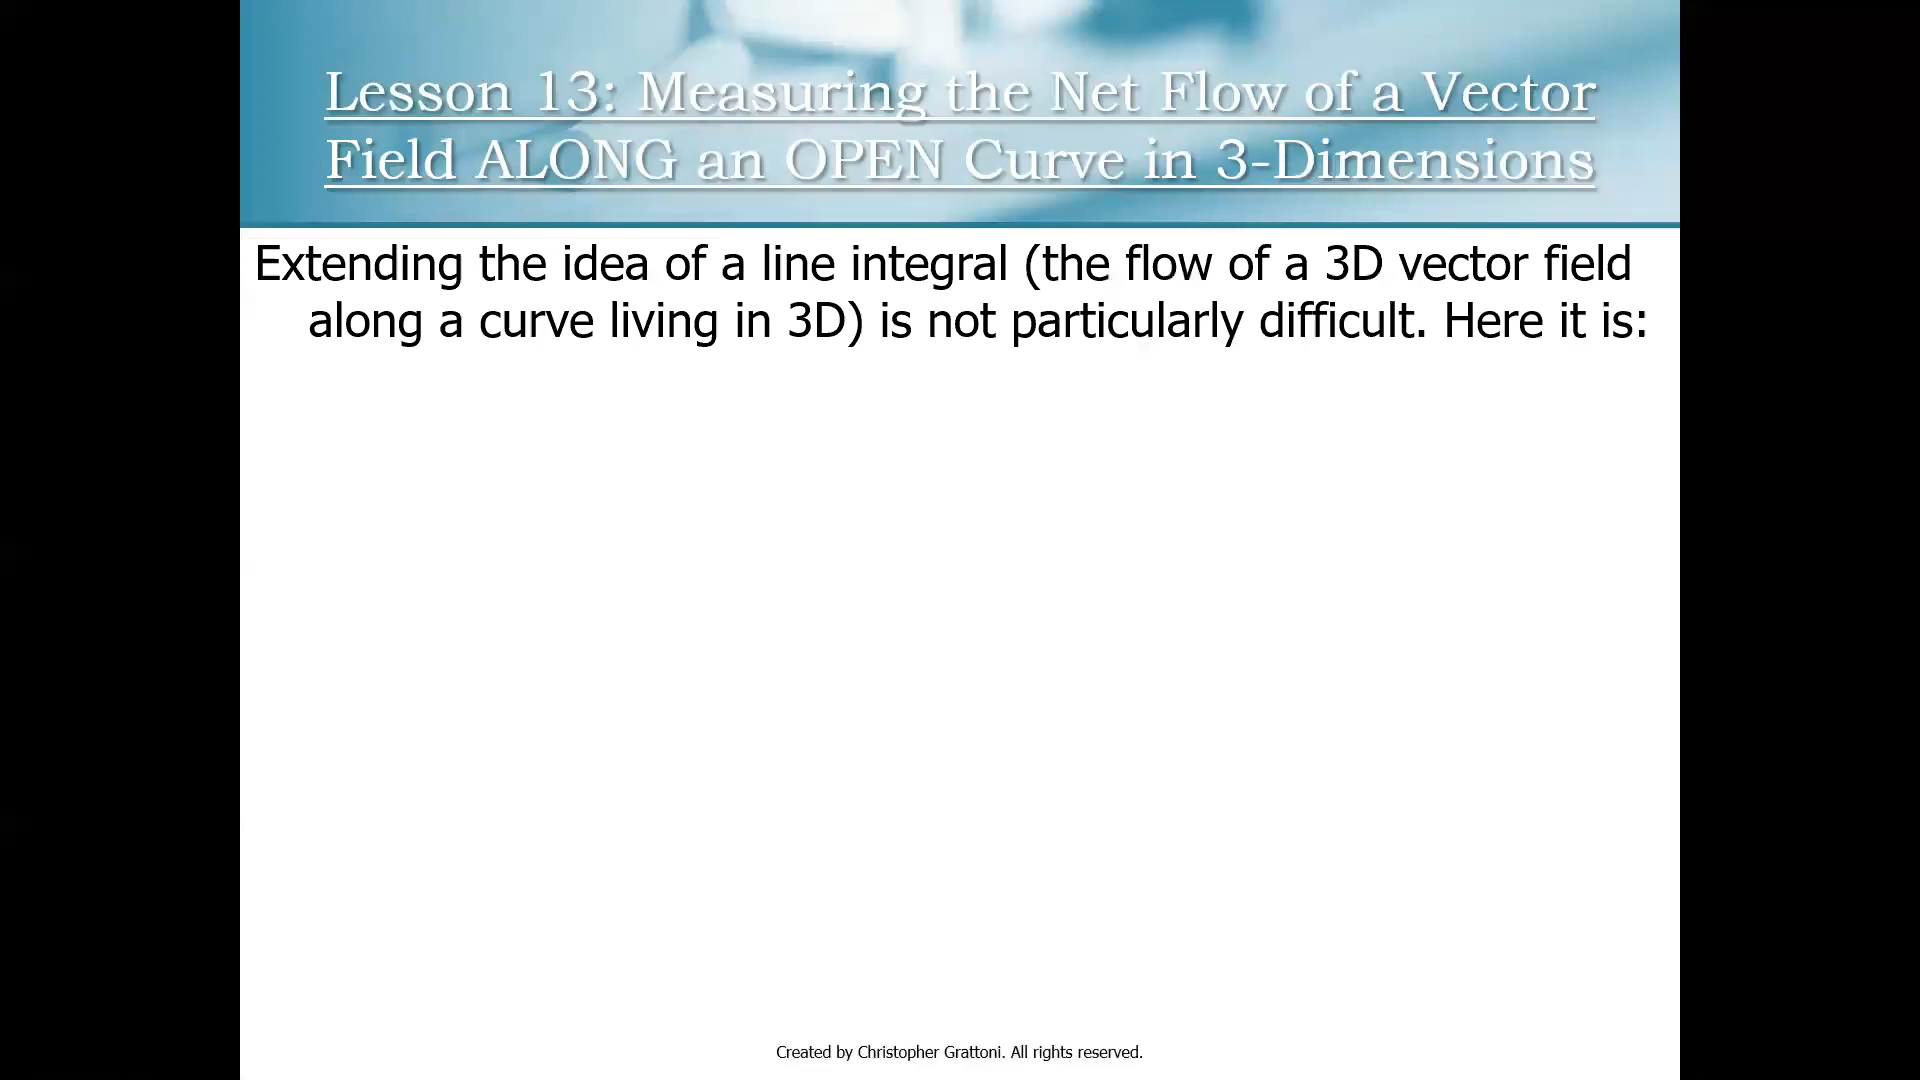 Lesson 13: Measuring the Net Flow of a Vector
Field ALONG an OPEN Curve in 3-Dimensions
Extending the idea of a line integral (the flow of a 3D vector field
along a curve living in 3D) is not particularly difficult. Here it is:
Created by Christopher Grattoni. All rights reserved.